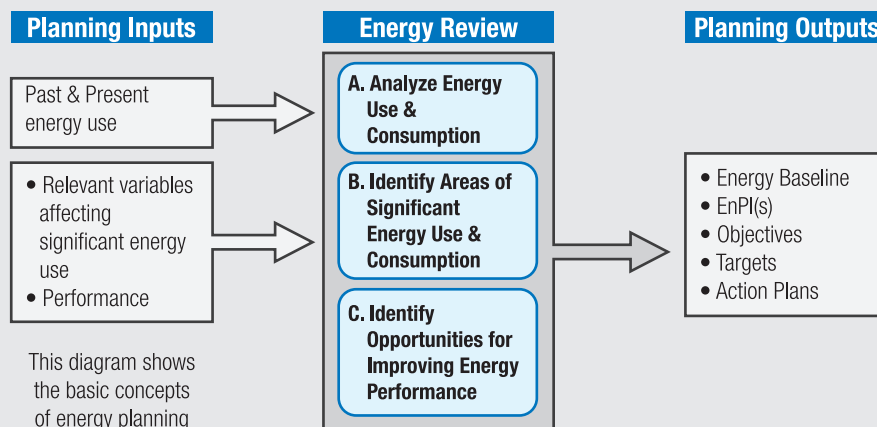 Planning Inputs
Energy Review
Planning Outputs
Past & Present
energy use
• Relevant variables
affecting
significant energy
use
• Performance
This diagram shows
the basic concepts
of energy planning
A. Analyze Energy
Use &
Consumption
B. Identify Areas of
Significant
Energy Use &
Consumption
C. Identify
Opportunities for
Improving Energy
Performance
• Energy Baseline
• EnPI(s)
• Objectives
• Targets
• Action Plans